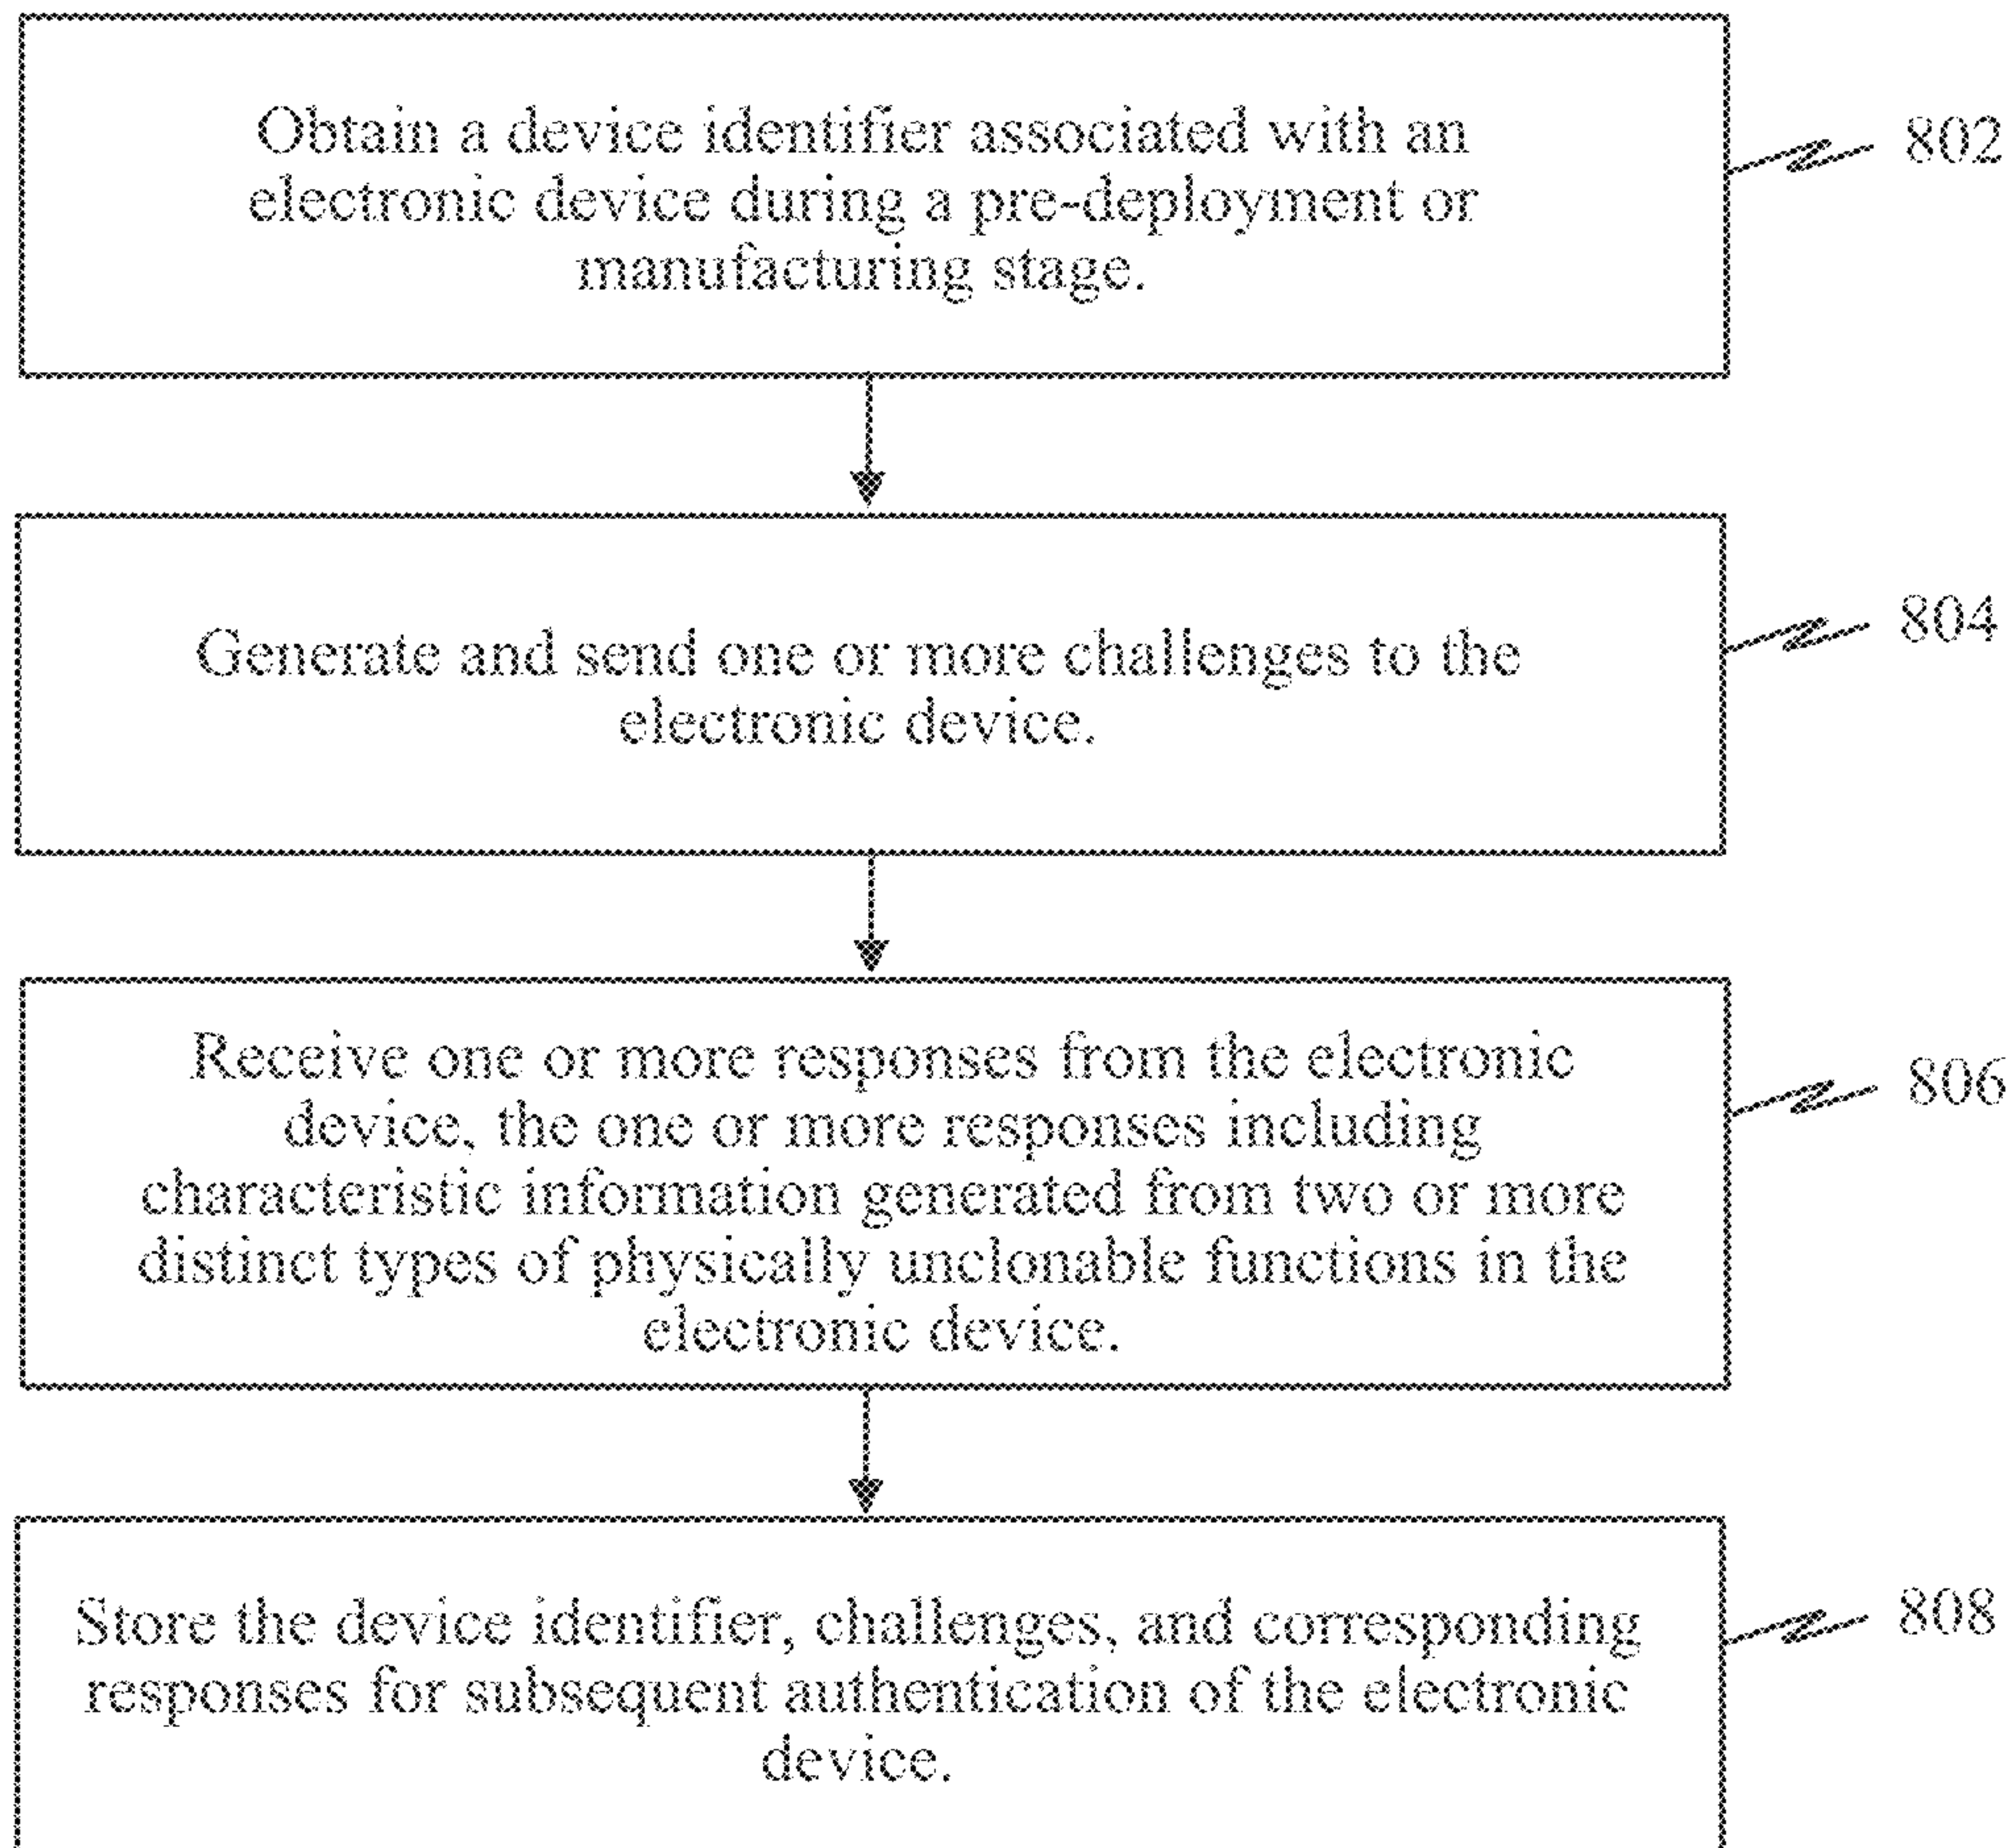 Obtain a device identifier associated with an
electronic device during a pre-deployment or
manufacturing stage.
802
Generate and send one or more challenges to the
electronic device.
804
Receive one or more responses from the electronic
device, the one or more responses including
characteristic information generated from two or more
distinct types of physically unclonable functions in the
electronic device.
806
Store the device identifier, challenges, and corresponding
responses for subsequent authentication of the electronic
device.
808